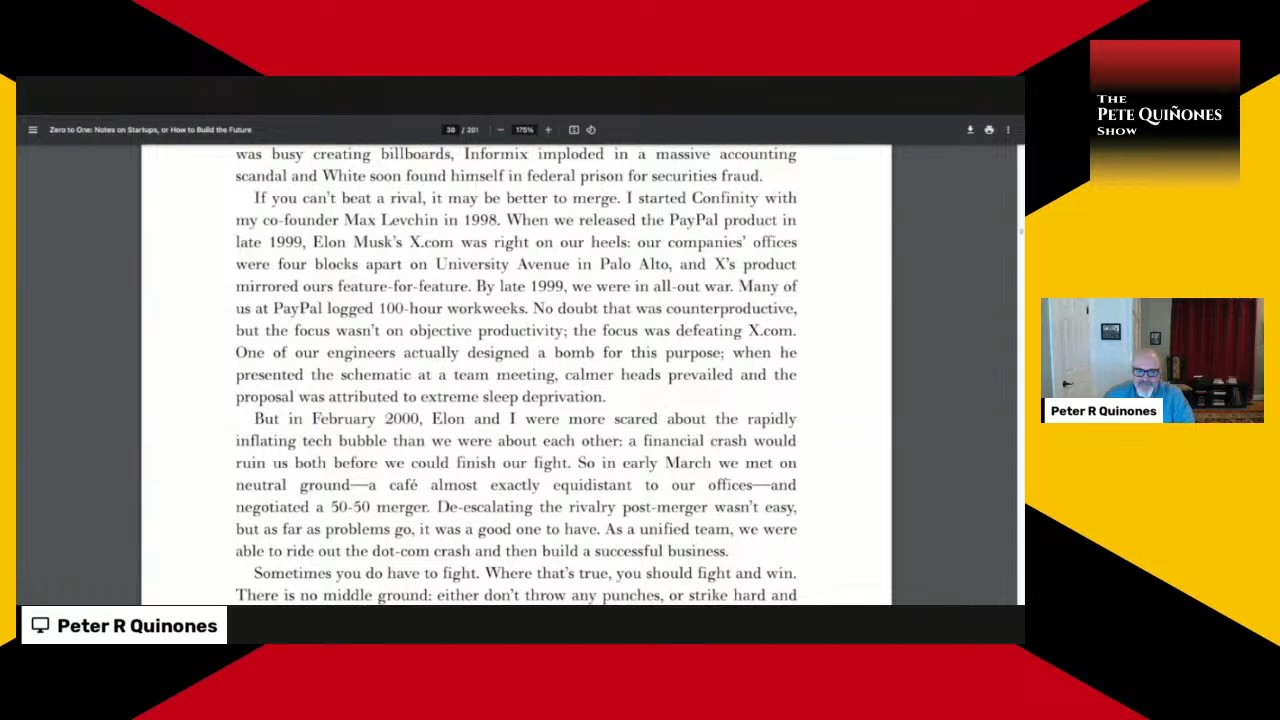 THE
PETE QUIÑONES
SHOW
Zero to One: Notes on Startups, or How to Build the Future
38 / 201
175%
was busy creating billboards, Informix imploded in a massive accounting
scandal and White soon found himself in federal prison for securities fraud.
If you can't beat a rival, it may be better to merge. I started Confinity with
my co-founder Max Levchin in 1998. When we released the PayPal product in
late 1999, Elon Musk's X.com was right on our heels: our companies' offices
were four blocks apart on University Avenue in Palo Alto, and X's product
mirrored ours feature-for-feature. By late 1999, we were in all-out war. Many of
us at PayPal logged 100-hour workweeks. No doubt that was counterproductive,
but the focus wasn't on objective productivity; the focus was defeating X.com.
One of our engineers actually designed a bomb for this purpose; when he
presented the schematic at a team meeting, calmer heads prevailed and the
proposal was attributed to extreme sleep deprivation.
But in February 2000, Elon and I were more scared about the rapidly
inflating tech bubble than we were about each other: a financial crash would
ruin us both before we could finish our fight. So in early March we met on
neutral ground—a café almost exactly equidistant to our offices—and
negotiated a 50-50 merger. De-escalating the rivalry post-merger wasn't easy,
but as far as problems go, it was a good one to have. As a unified team, we were
able to ride out the dot-com crash and then build a successful business.
Sometimes you do have to fight. Where that's true, you should fight and win.
There is no middle ground: either don't throw any punches, or strike hard and
Peter R Quinones
Peter R Quinones